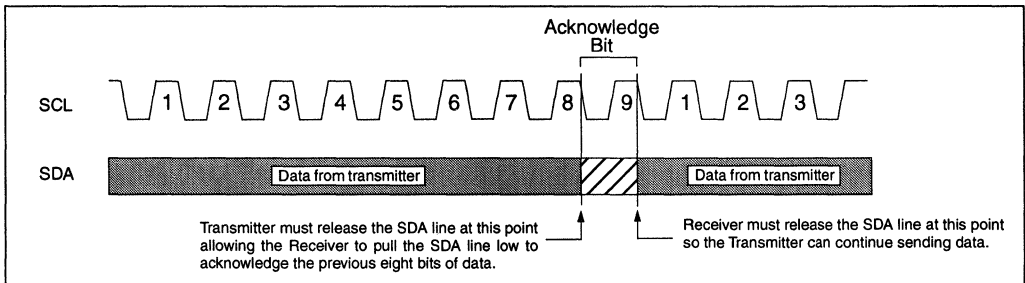 Acknowledge
Bit
SCL 1 2 3 4 5 6 7 8 9 1 2 3
SDA Data from transmitter Data from transmitter
Transmitter must release the SDA line at this point
allowing the Receiver to pull the SDA line low to
acknowledge the previous eight bits of data.
Receiver must release the SDA line at this point
so the Transmitter can continue sending data.